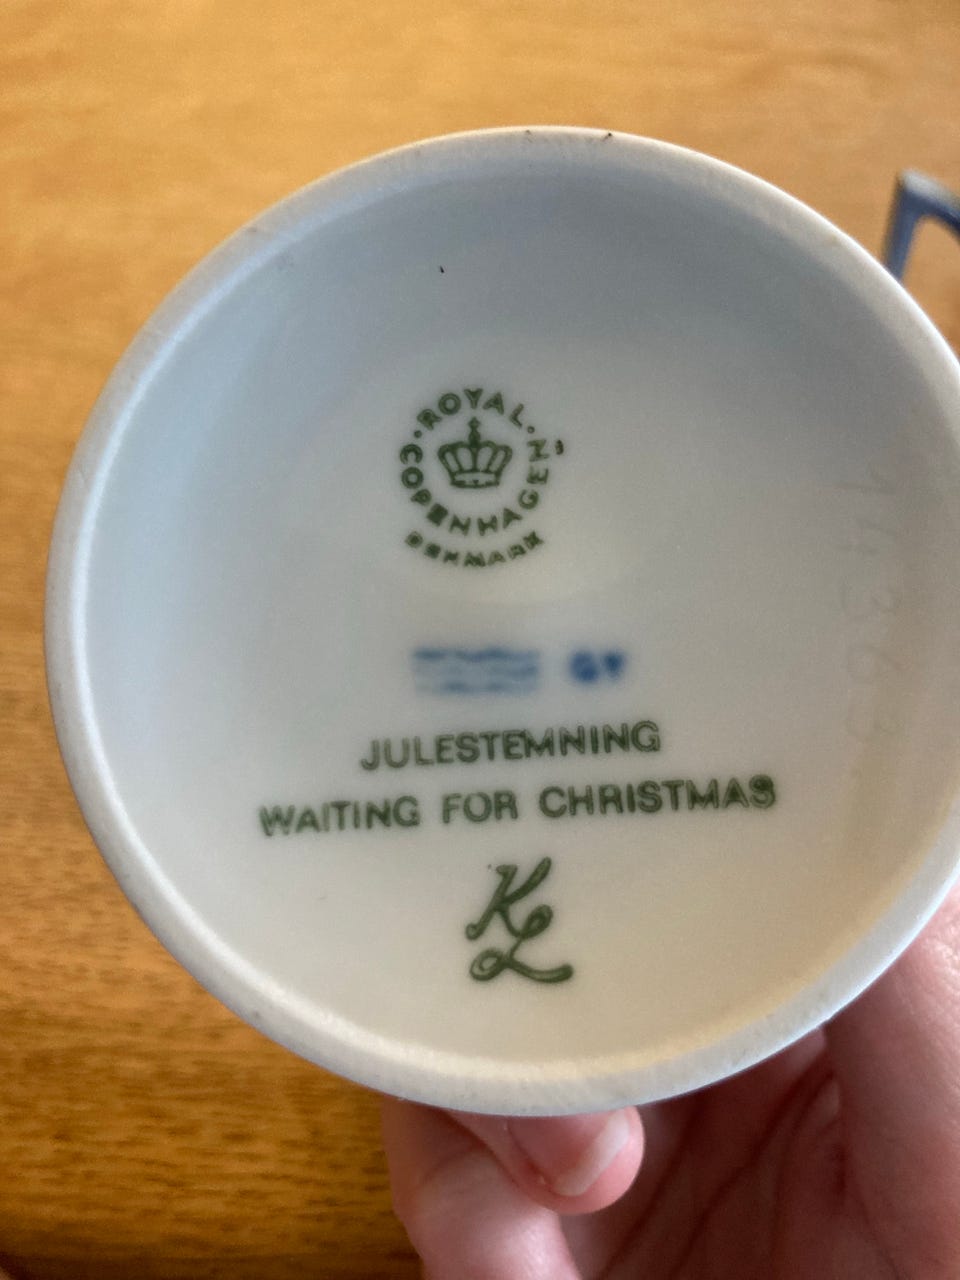 ROYAL
COPENHAGEN
DENMARK
JULESTEMNING
WAITING FOR CHRISTMAS
KL